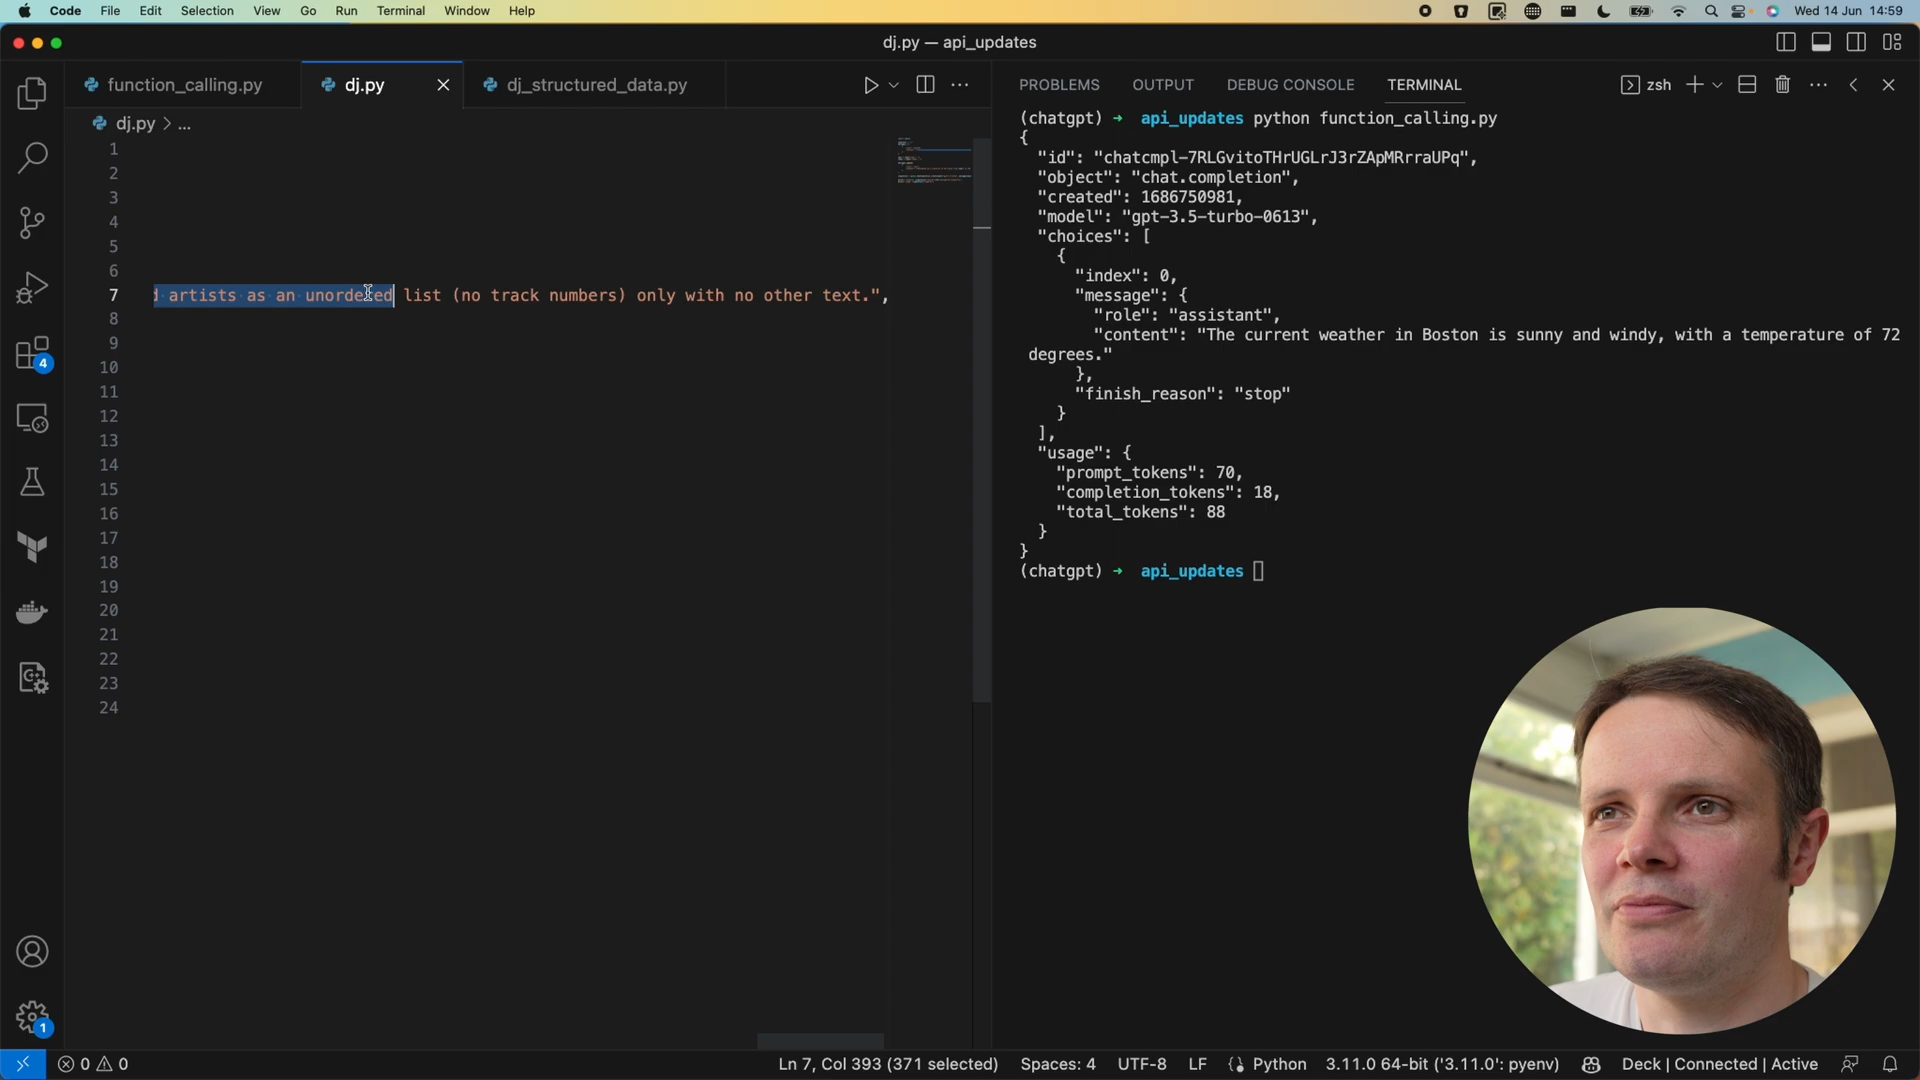 Code File Edit Selection View Go Run Terminal Window Help Wed 14 Jun 14:59
dj.py — api_updates
function_calling.py dj.py dj_structured_data.py
PROBLEMS OUTPUT DEBUG CONSOLE TERMINAL zsh
dj.py > ...
(chatgpt) → api_updates python function_calling.py
{
"id": "chatcmpl-7RLGvitoTHrUGLrJ3rZApMRrraUPq",
"object": "chat.completion",
"created": 1686750981,
"model": "gpt-3.5-turbo-0613",
"choices": [
{
"index": 0,
"message": {
"role": "assistant",
"content": "The current weather in Boston is sunny and windy, with a temperature of 72
degrees."
},
"finish_reason": "stop"
}
],
"usage": {
"prompt_tokens": 70,
"completion_tokens": 18,
"total_tokens": 88
}
}
(chatgpt) → api_updates
1
2
3
4
5
6
7 d artists as an unordered list (no track numbers) only with no other text.",
8
9
10
11
12
13
14
15
16
17
18
19
20
21
22
23
24
4
1
0 0 Ln 7, Col 393 (371 selected) Spaces: 4 UTF-8 LF Python 3.11.0 64-bit ('3.11.0': pyenv) Deck | Connected | Active